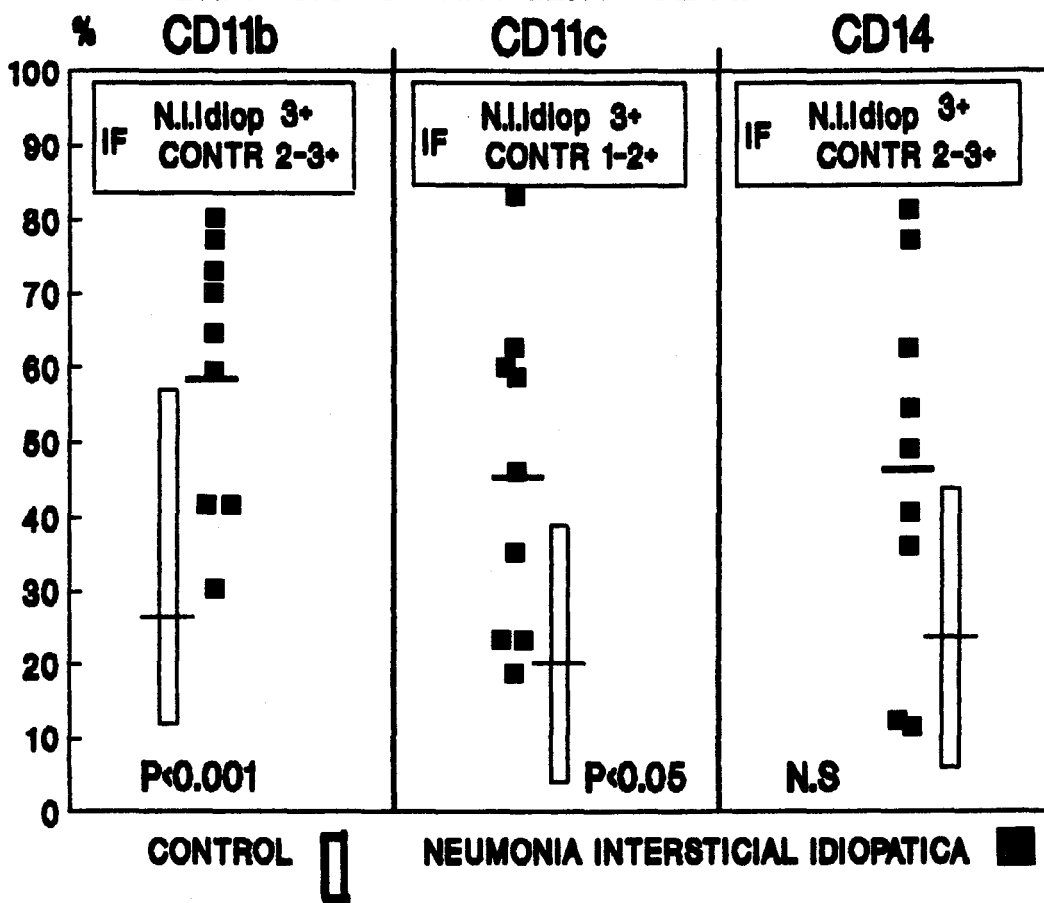 % CD11b CD11c CD14
100
90
80
70
60
50
40
30
20
10
0
IF N.I.Idiop 3+
CONTR 2-3+
IF N.I.Idiop 3+
CONTR 1-2+
IF N.I.Idiop 3+
CONTR 2-3+
P<0.001
P<0.05
N.S
CONTROL NEUMONIA INTERSTICIAL IDIOPATICA